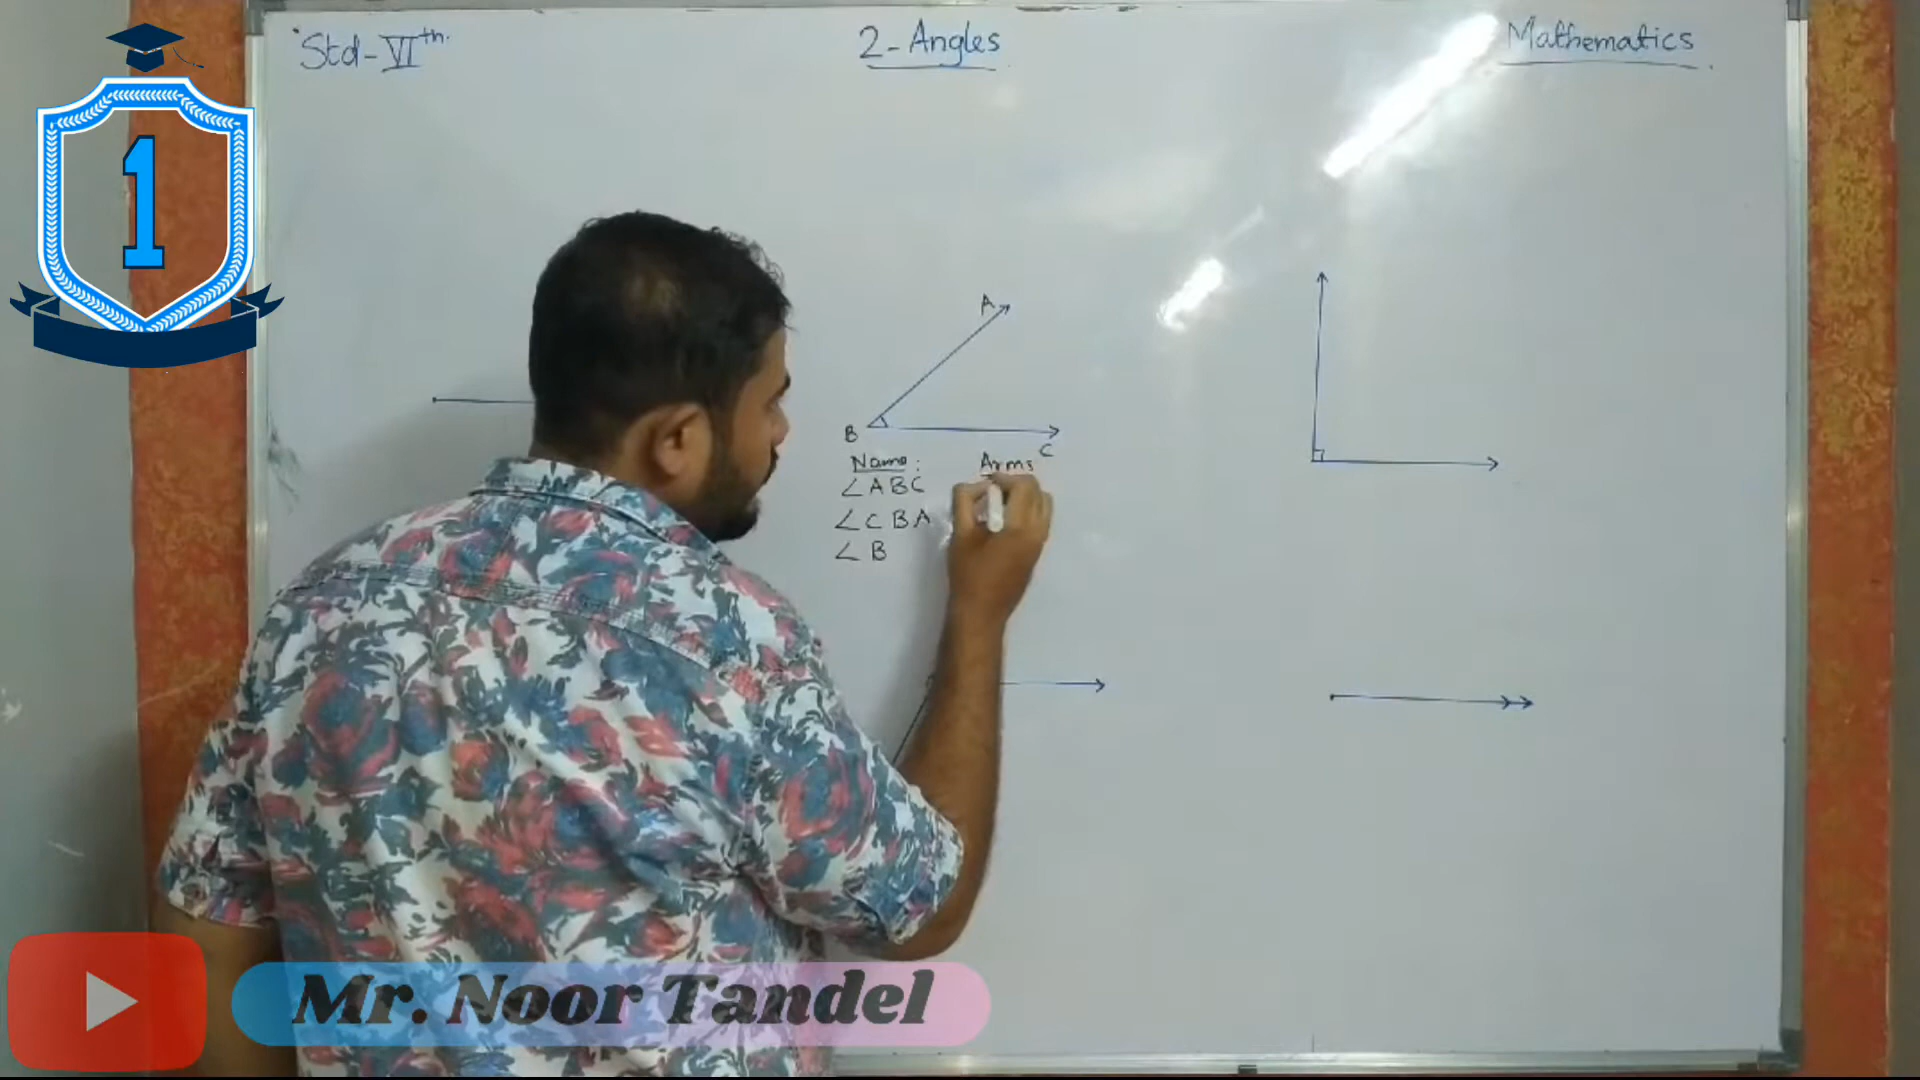 Std-VIth.
2-Angles
Mathematics
1
A
B
C
Name:
Arms
∠ABC
∠CBA
∠B
Mr. Noor Tandel